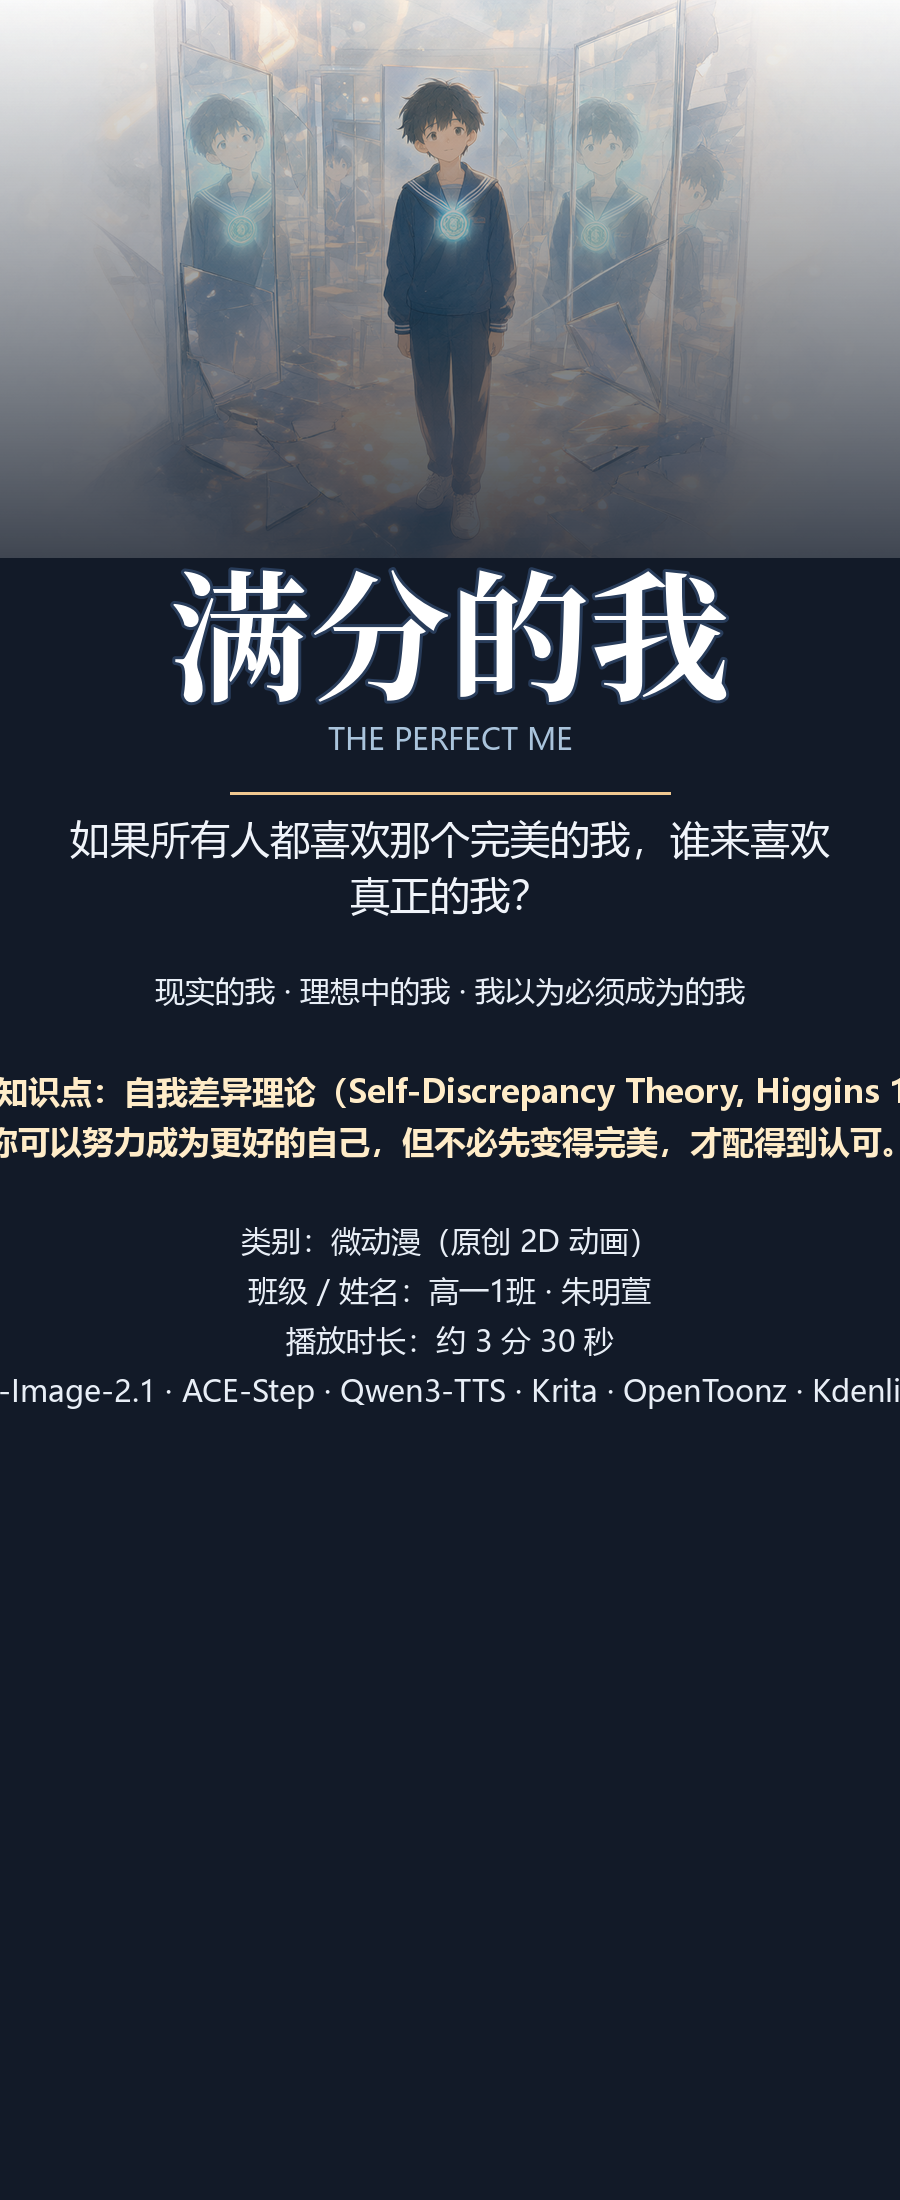 满分的我
THE PERFECT ME
如果所有人都喜欢那个完美的我，谁来喜欢
真正的我？
现实的我 · 理想中的我 · 我以为必须成为的我
知识点：自我差异理论（Self-Discrepancy Theory, Higgins 1
你可以努力成为更好的自己，但不必先变得完美，才配得到认可。
类别：微动漫（原创 2D 动画）
班级 / 姓名：高一1班 · 朱明萱
播放时长：约 3 分 30 秒
-Image-2.1 · ACE-Step · Qwen3-TTS · Krita · OpenToonz · Kdenli